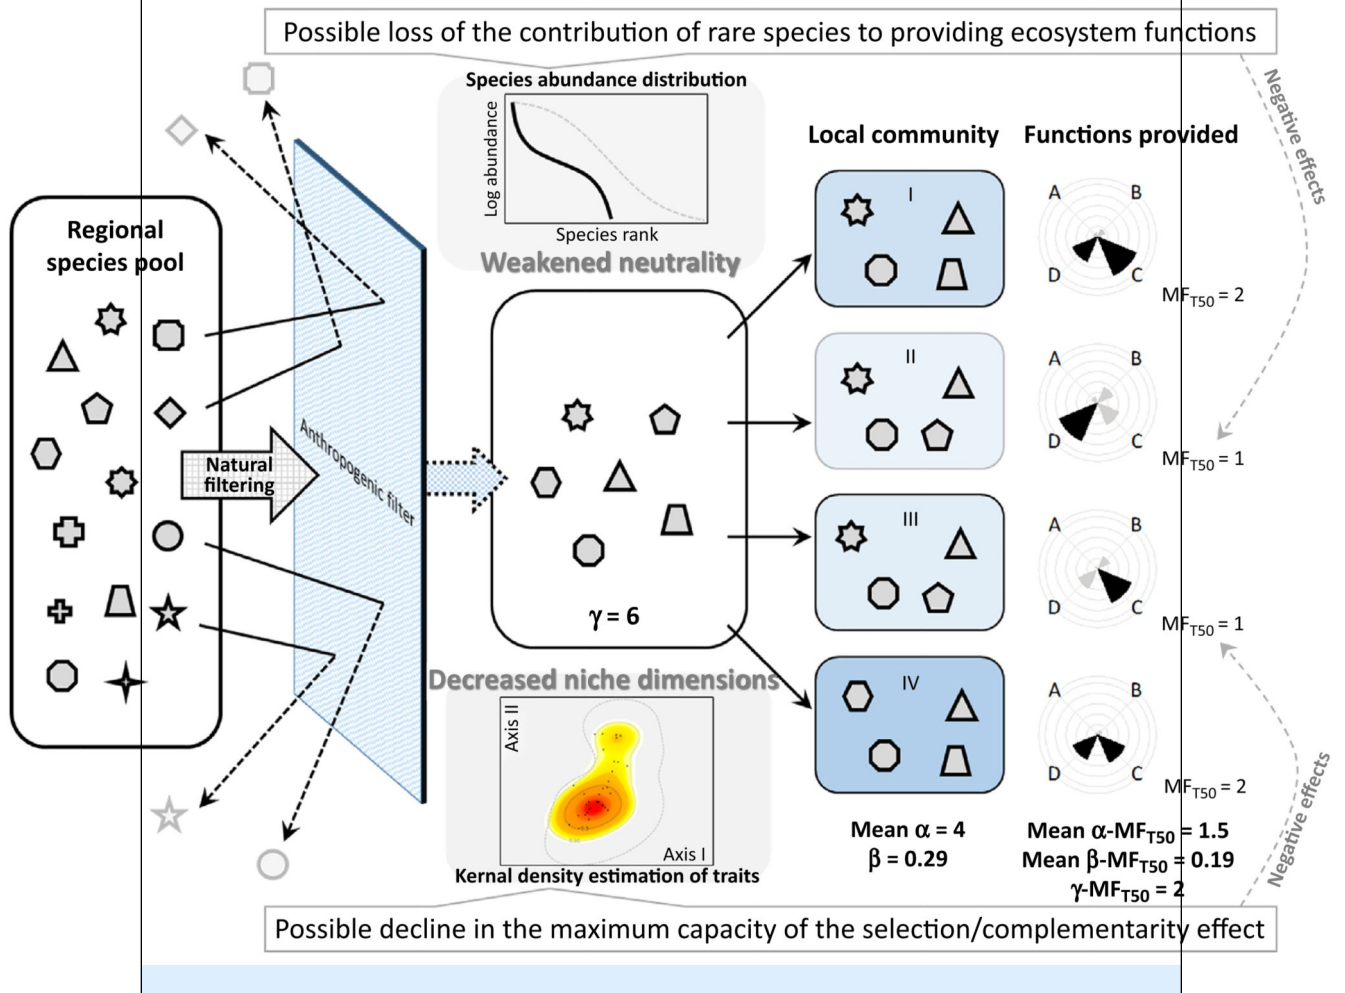 Possible loss of the contribution of rare species to providing ecosystem functions
Species abundance distribution
Log abundance
Species rank
Weakened neutrality
Regional
species pool
Natural
filtering
Anthropogenic filter
γ = 6
Decreased niche dimensions
Axis II
Axis I
Kernal density estimation of traits
Local community
Functions provided
I
A
B
D
C
MFT50 = 2
II
A
B
D
C
MFT50 = 1
III
A
B
D
C
MFT50 = 1
IV
A
B
D
C
MFT50 = 2
Mean α = 4
β = 0.29
Mean α-MFT50 = 1.5
Mean β-MFT50 = 0.19
γ-MFT50 = 2
Negative effects
Negative effects
Possible decline in the maximum capacity of the selection/complementarity effect